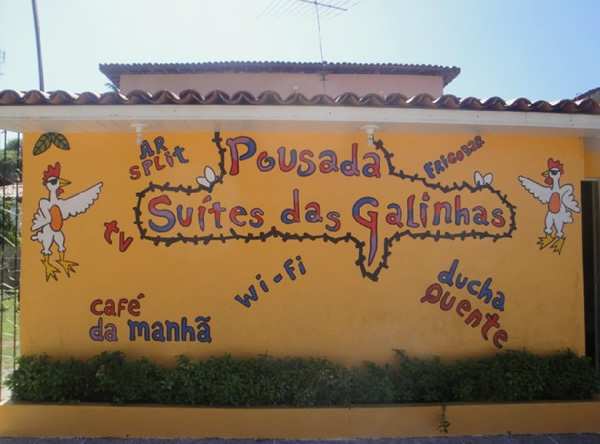 AR
SPLIT
Pousada
FRIGOBAR
Suítes das Galinhas
TV
Wi-Fi
café
da manhã
ducha
quente